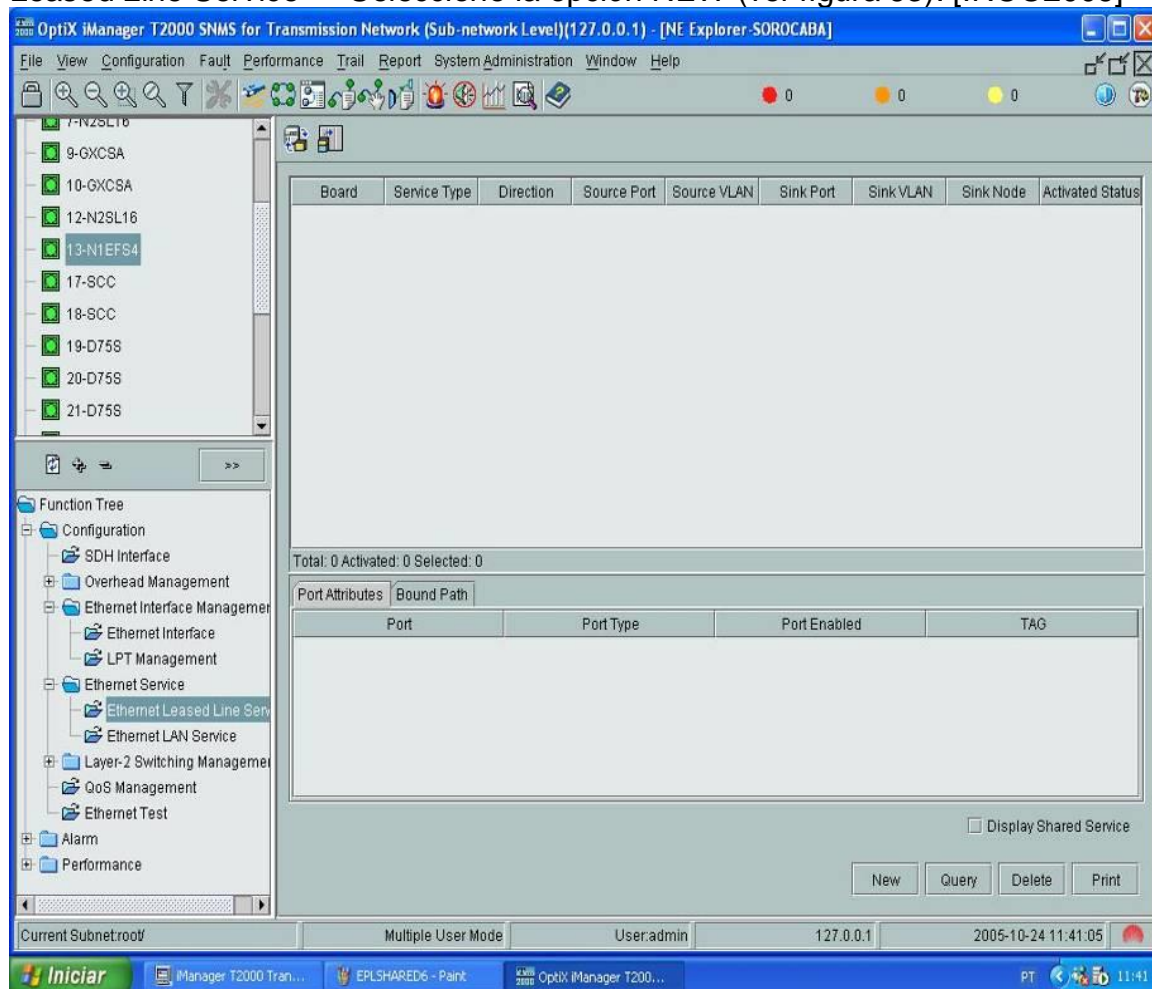 OptiX iManager T2000 SNMS for Transmission Network (Sub-network Level)(127.0.0.1) - [NE Explorer-SOROCABA]
File View Configuration Fault Performance Trail Report System Administration Window Help
0 0 0
7-N2SL16
9-GXCSA
10-GXCSA
12-N2SL16
13-N1EFS4
17-SCC
18-SCC
19-D75S
20-D75S
21-D75S
>>
Function Tree
Configuration
SDH Interface
Overhead Management
Ethernet Interface Managemen
Ethernet Interface
LPT Management
Ethernet Service
Ethernet Leased Line Serv
Ethernet LAN Service
Layer-2 Switching Managemen
QoS Management
Ethernet Test
Alarm
Performance
Board Service Type Direction Source Port Source VLAN Sink Port Sink VLAN Sink Node Activated Status
Total: 0 Activated: 0 Selected: 0
Port Attributes Bound Path
Port Port Type Port Enabled TAG
Display Shared Service
New Query Delete Print
Current Subnet:root/ Multiple User Mode User:admin 127.0.0.1 2005-10-24 11:41:05
Iniciar iManager T2000 Tran... EPLSHARED6 - Paint OptiX iManager T200... PT 11:41